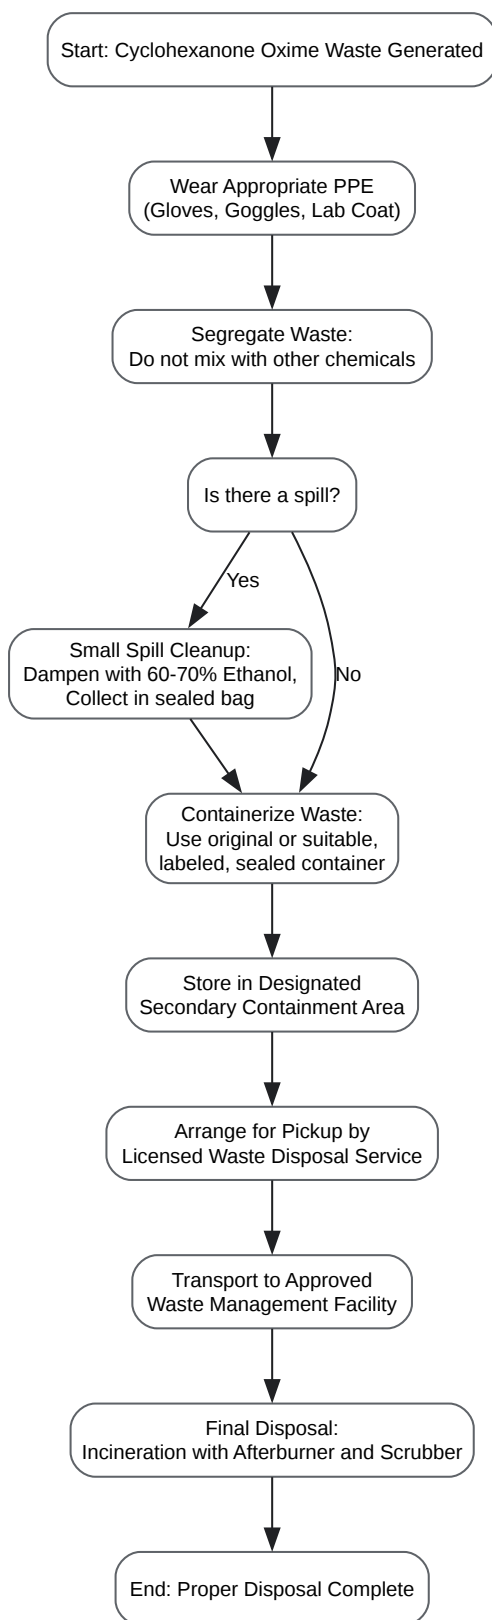 Start: Cyclohexanone Oxime Waste Generated
Wear Appropriate PPE
(Gloves, Goggles, Lab Coat)
Segregate Waste:
Do not mix with other chemicals
Is there a spill?
Yes
Small Spill Cleanup:
Dampen with 60-70% Ethanol,
Collect in sealed bag
No
Containerize Waste:
Use original or suitable,
labeled, sealed container
Store in Designated
Secondary Containment Area
Arrange for Pickup by
Licensed Waste Disposal Service
Transport to Approved
Waste Management Facility
Final Disposal:
Incineration with Afterburner and Scrubber
End: Proper Disposal Complete